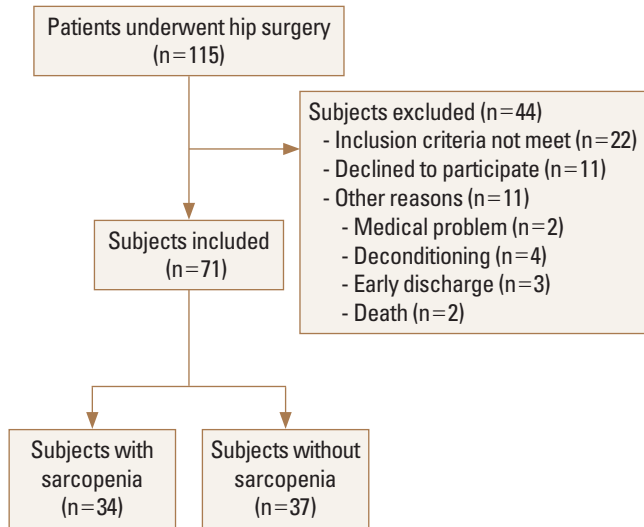 Patients underwent hip surgery
(n=115)
Subjects excluded (n=44)
- Inclusion criteria not meet (n=22)
- Declined to participate (n=11)
- Other reasons (n=11)
- Medical problem (n=2)
- Deconditioning (n=4)
- Early discharge (n=3)
- Death (n=2)
Subjects included
(n=71)
Subjects with
sarcopenia
(n=34)
Subjects without
sarcopenia
(n=37)